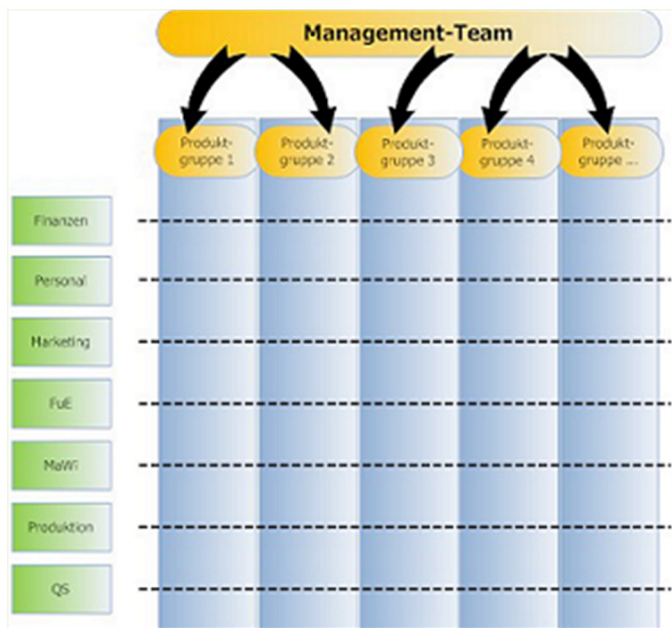 Management-Team
Produkt-
gruppe 1
Produkt-
gruppe 2
Produkt-
gruppe 3
Produkt-
gruppe 4
Produkt-
gruppe ...
Finanzen
Personal
Marketing
FuE
MaWi
Produktion
QS